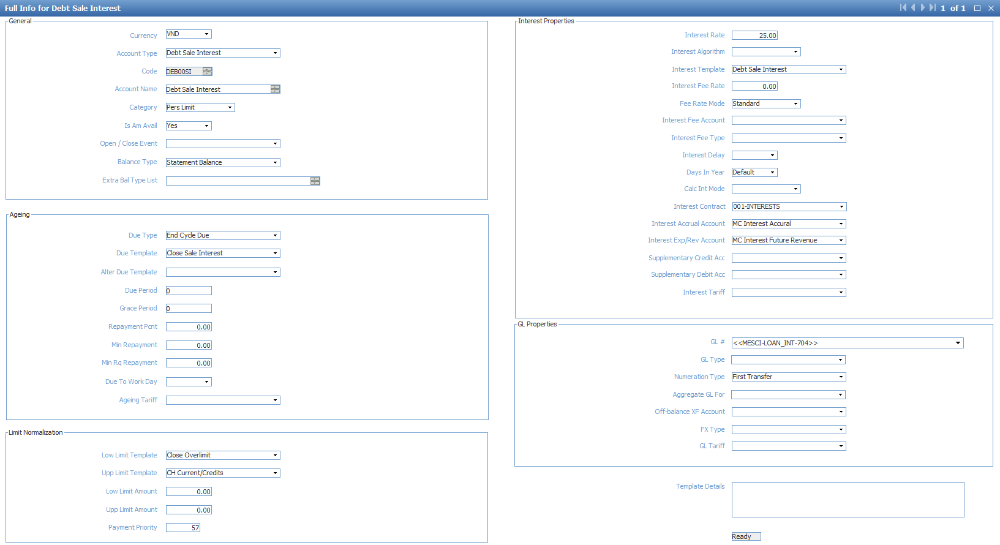 Full Info for Debt Sale Interest
1 of 1
General
Currency VND
Account Type Debt Sale Interest
Code DEB00SI
Account Name Debt Sale Interest
Category Pers Limit
Is Am Avail Yes
Open / Close Event
Balance Type Statement Balance
Extra Bal Type List
Ageing
Due Type End Cycle Due
Due Template Close Sale Interest
Alter Due Template
Due Period 0
Grace Period 0
Repayment Pcnt 0.00
Min Repayment 0.00
Min Rq Repayment 0.00
Due To Work Day
Ageing Tariff
Limit Normalization
Low Limit Template Close Overlimit
Upp Limit Template CH Current/Credits
Low Limit Amount 0.00
Upp Limit Amount 0.00
Payment Priority 57
Interest Properties
Interest Rate 25.00
Interest Algorithm
Interest Template Debt Sale Interest
Interest Fee Rate 0.00
Fee Rate Mode Standard
Interest Fee Account
Interest Fee Type
Interest Delay
Days In Year Default
Calc Int Mode
Interest Contract 001-INTERESTS
Interest Accrual Account MC Interest Accural
Interest Exp/Rev Account MC Interest Future Revenue
Supplementary Credit Acc
Supplementary Debit Acc
Interest Tariff
GL Properties
GL # <<MESCI-LOAN_INT-704>>
GL Type
Numeration Type First Transfer
Aggregate GL For
Off-balance XF Account
FX Type
GL Tariff
Template Details
Ready